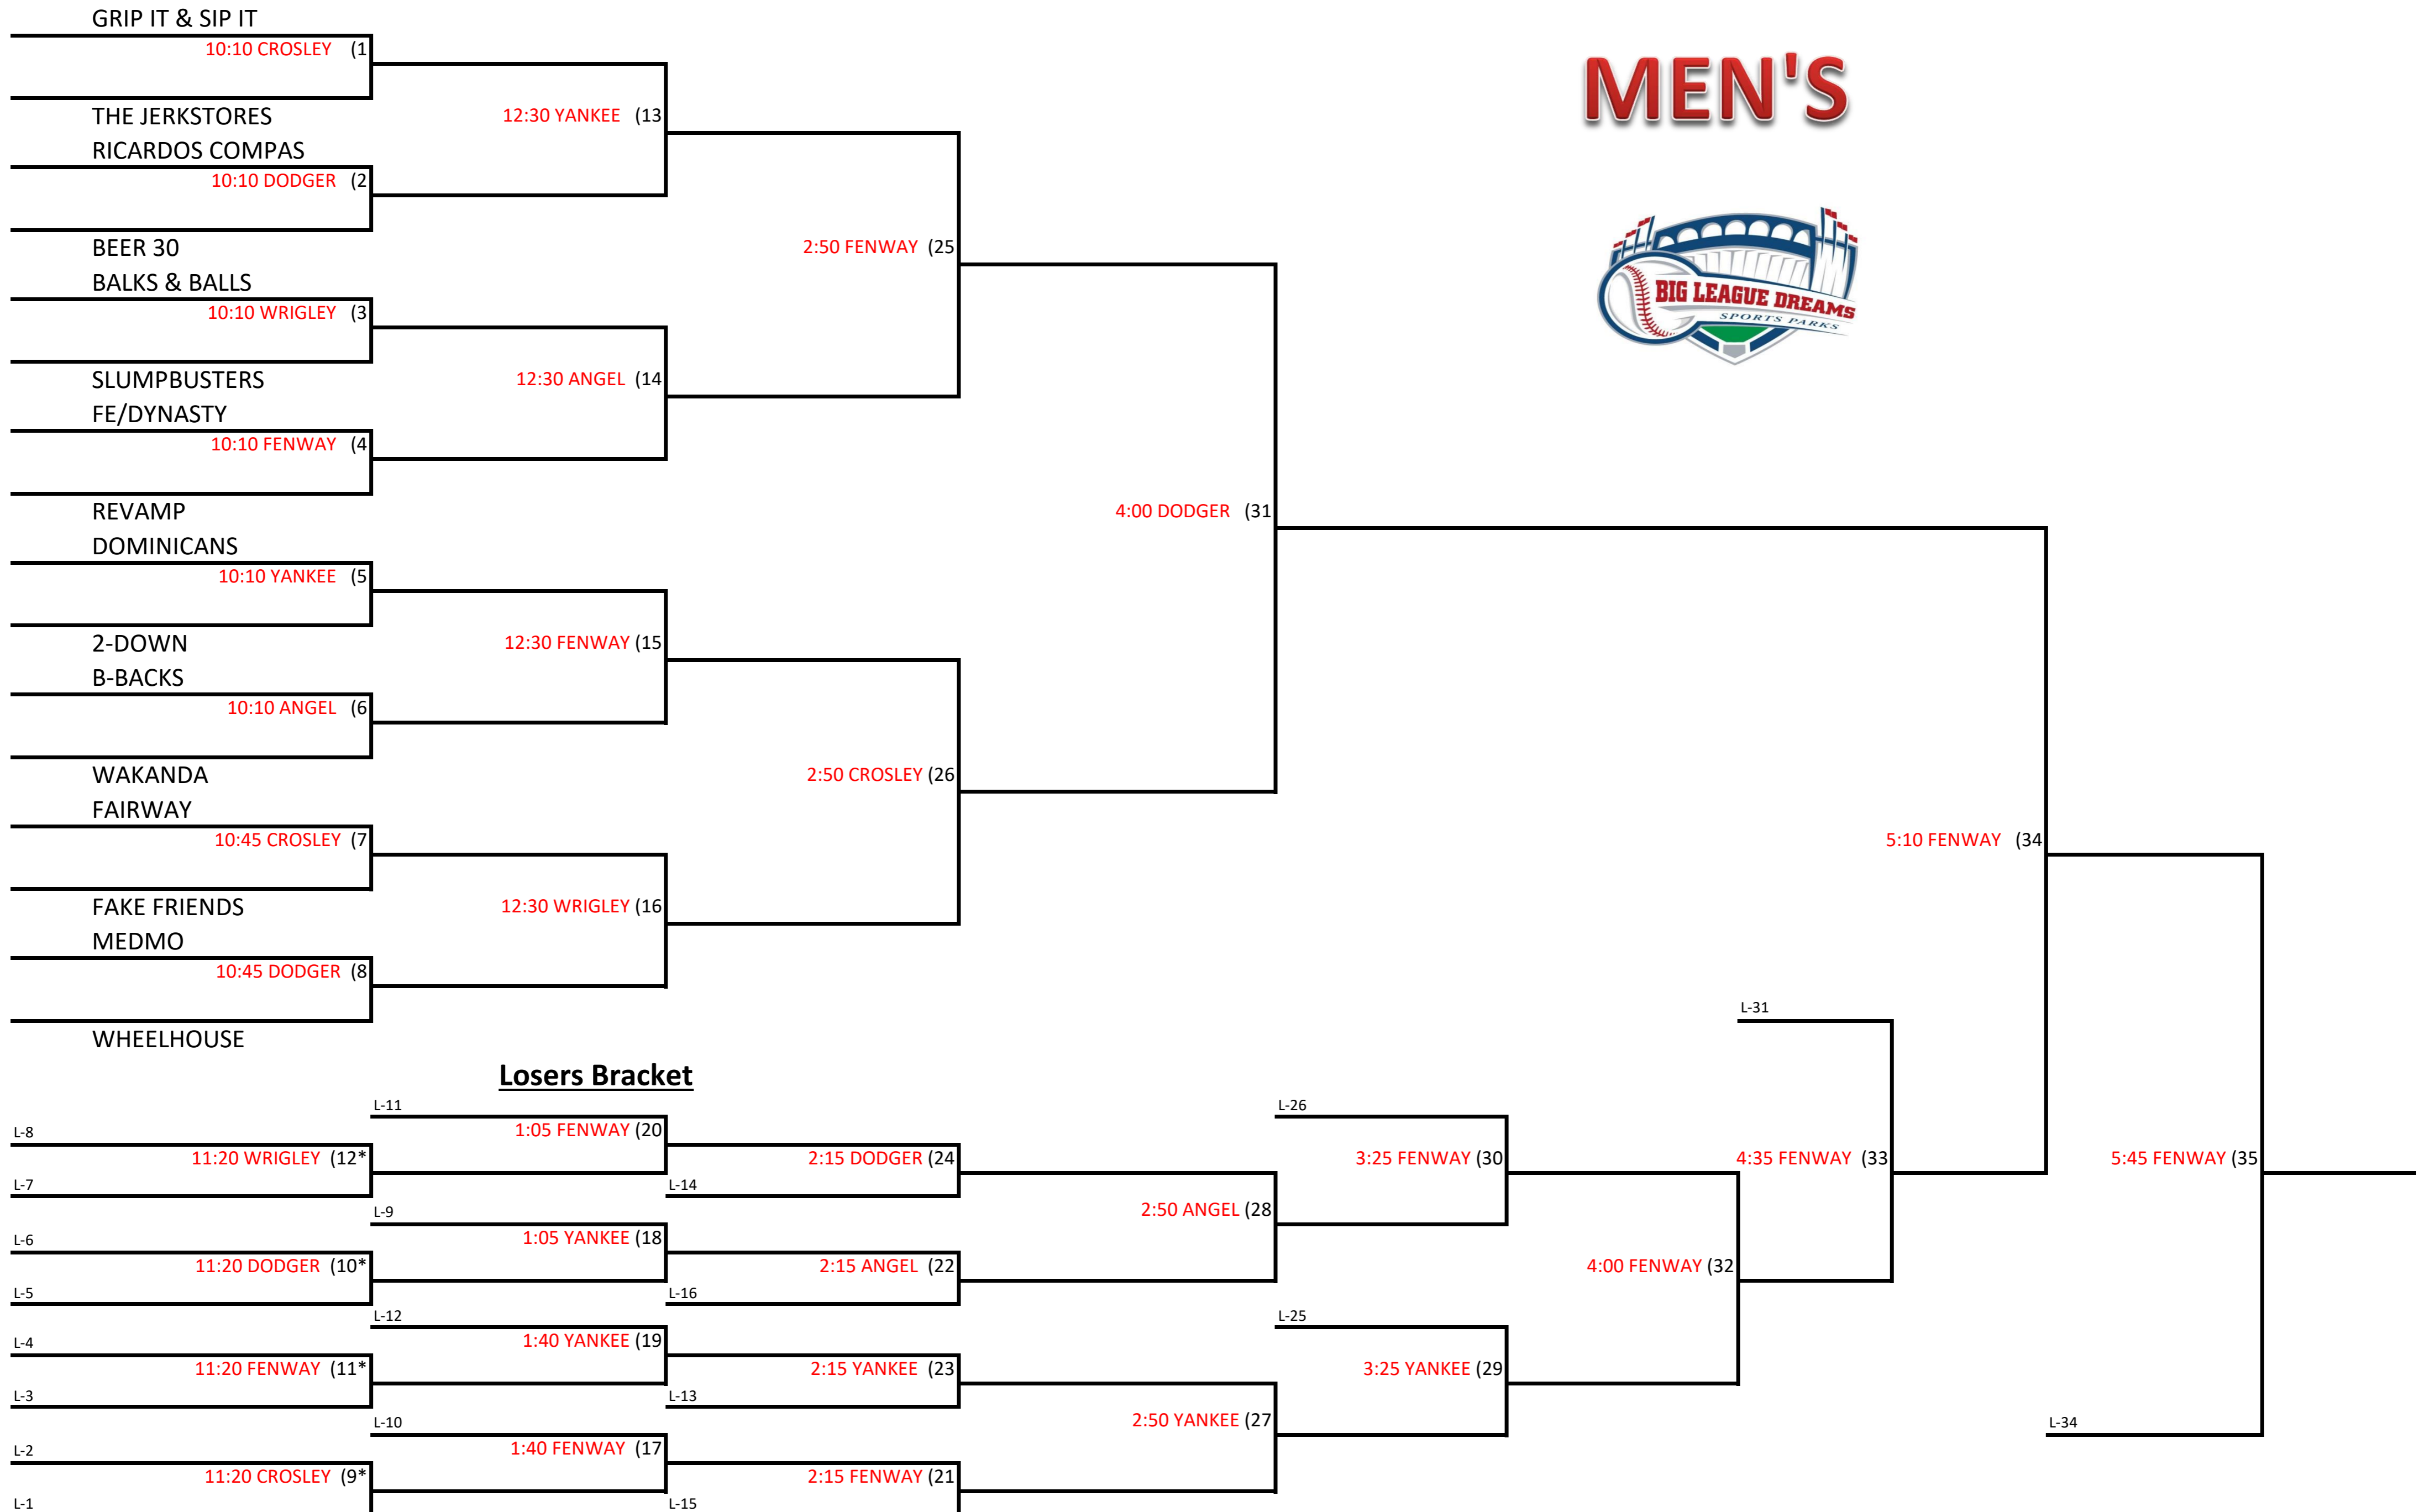 GRIP IT & SIP IT
10:10 CROSLEY (1
THE JERKSTORES
12:30 YANKEE (13
RICARDOS COMPAS
10:10 DODGER (2
BEER 30
2:50 FENWAY (25
BALKS & BALLS
10:10 WRIGLEY (3
SLUMPBUSTERS
12:30 ANGEL (14
FE/DYNASTY
10:10 FENWAY (4
REVAMP
4:00 DODGER (31
DOMINICANS
10:10 YANKEE (5
2-DOWN
12:30 FENWAY (15
B-BACKS
10:10 ANGEL (6
WAKANDA
2:50 CROSLEY (26
FAIRWAY
10:45 CROSLEY (7
5:10 FENWAY (34
FAKE FRIENDS
12:30 WRIGLEY (16
MEDMO
10:45 DODGER (8
WHEELHOUSE
MEN'S
BIG LEAGUE DREAMS
SPORTS PARKS
L-31
Losers Bracket
L-11
L-26
L-8
1:05 FENWAY (20
11:20 WRIGLEY (12*
2:15 DODGER (24
3:25 FENWAY (30
4:35 FENWAY (33
5:45 FENWAY (35
L-7
L-14
L-9
2:50 ANGEL (28
L-6
1:05 YANKEE (18
11:20 DODGER (10*
2:15 ANGEL (22
4:00 FENWAY (32
L-5
L-16
L-12
L-25
L-4
1:40 YANKEE (19
11:20 FENWAY (11*
2:15 YANKEE (23
3:25 YANKEE (29
L-3
L-13
L-10
2:50 YANKEE (27
L-34
L-2
1:40 FENWAY (17
11:20 CROSLEY (9*
2:15 FENWAY (21
L-1
L-15